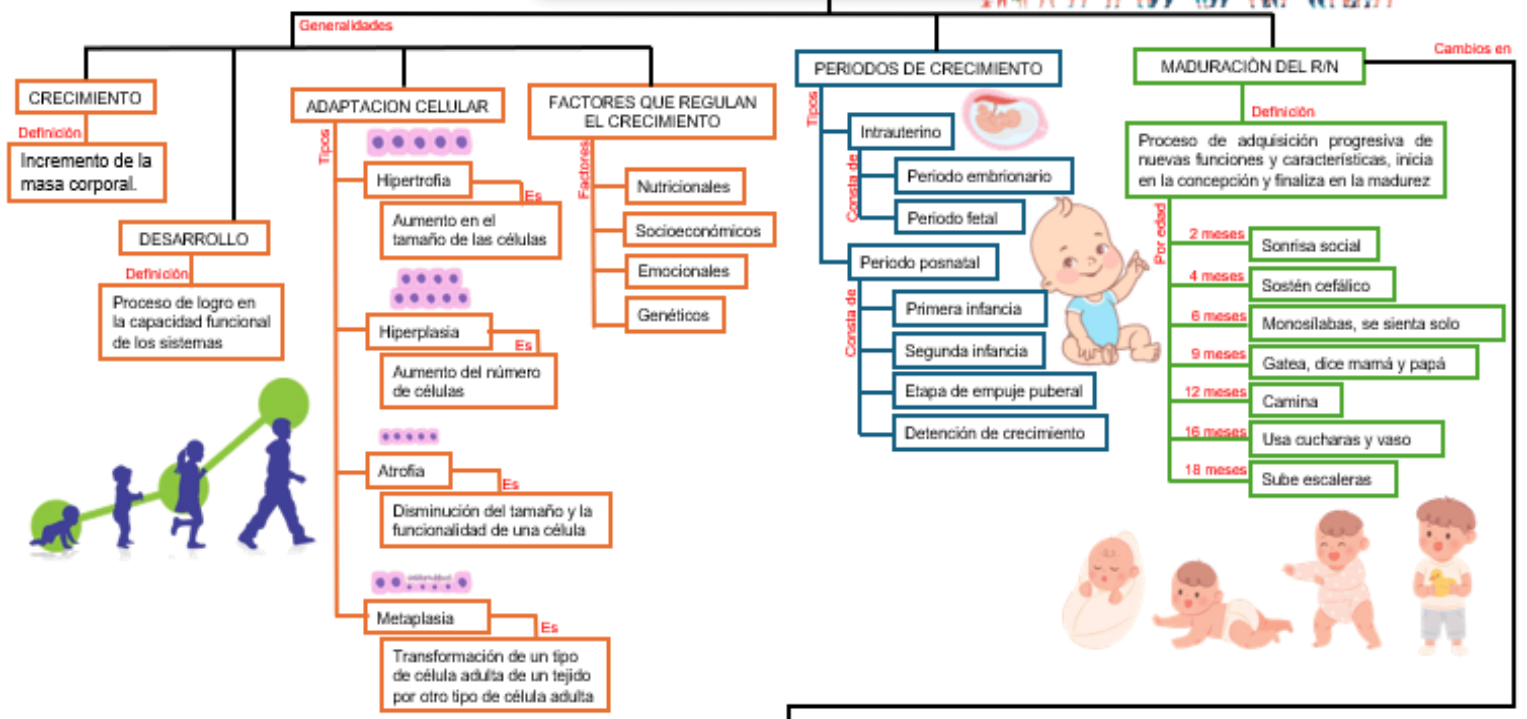 Generalidades
CRECIMIENTO
Definición
Incremento de la
masa corporal.
DESARROLLO
Definición
Proceso de logro en
la capacidad funcional
de los sistemas
ADAPTACION CELULAR
Tipos
Hipertrofia
Es
Aumento en el
tamaño de las células
Hiperplasia
Es
Aumento del número
de células
Atrofia
Es
Disminución del tamaño y la
funcionalidad de una célula
Metaplasia
Es
Transformación de un tipo
de célula adulta de un tejido
por otro tipo de célula adulta
FACTORES QUE REGULAN
EL CRECIMIENTO
Factores
Nutricionales
Socioeconómicos
Emocionales
Genéticos
PERIODOS DE CRECIMIENTO
Tipos
Intrauterino
Consta de
Periodo embrionario
Periodo fetal
Periodo posnatal
Consta de
Primera infancia
Segunda infancia
Etapa de empuje puberal
Detención de crecimiento
MADURACIÓN DEL R/N
Definición
Proceso de adquisición progresiva de
nuevas funciones y características, inicia
en la concepción y finaliza en la madurez
Por edad
2 meses
Sonrisa social
4 meses
Sostén cefálico
6 meses
Monosílabas, se sienta solo
9 meses
Gatea, dice mamá y papá
12 meses
Camina
16 meses
Usa cucharas y vaso
18 meses
Sube escaleras
Cambios en